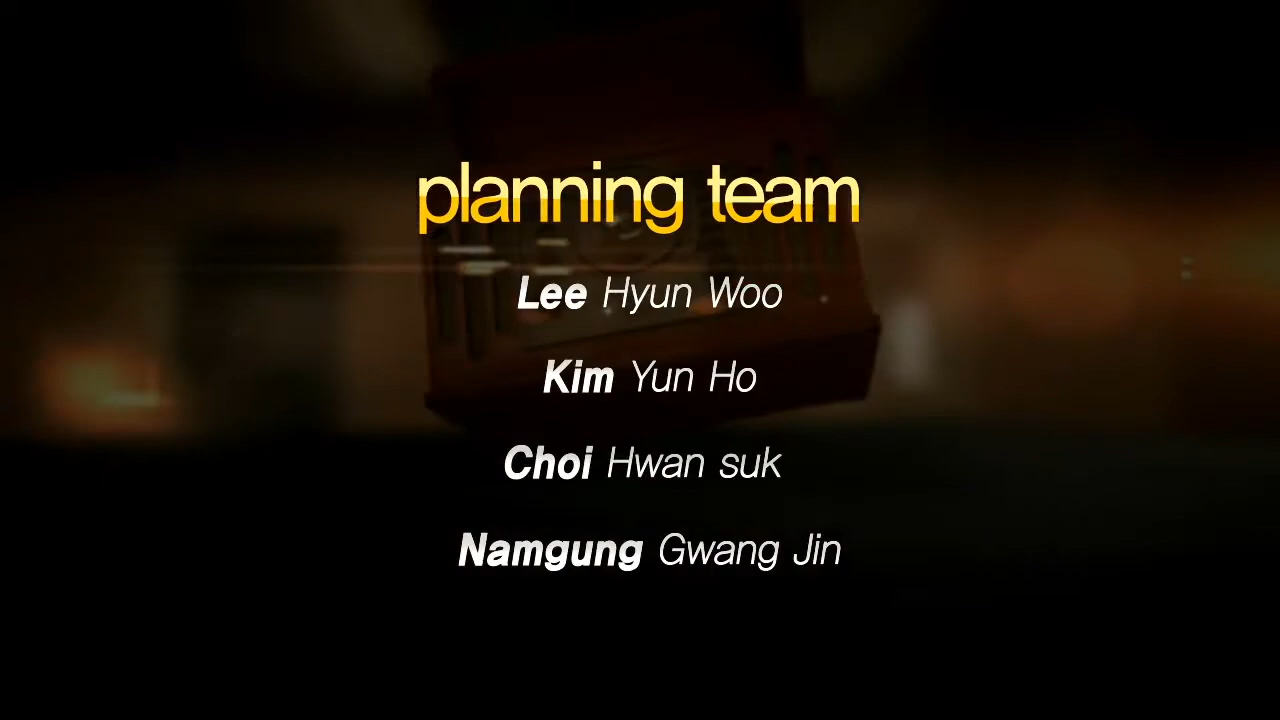 planning team
Lee Hyun Woo
Kim Yun Ho
Choi Hwan suk
Namgung Gwang Jin